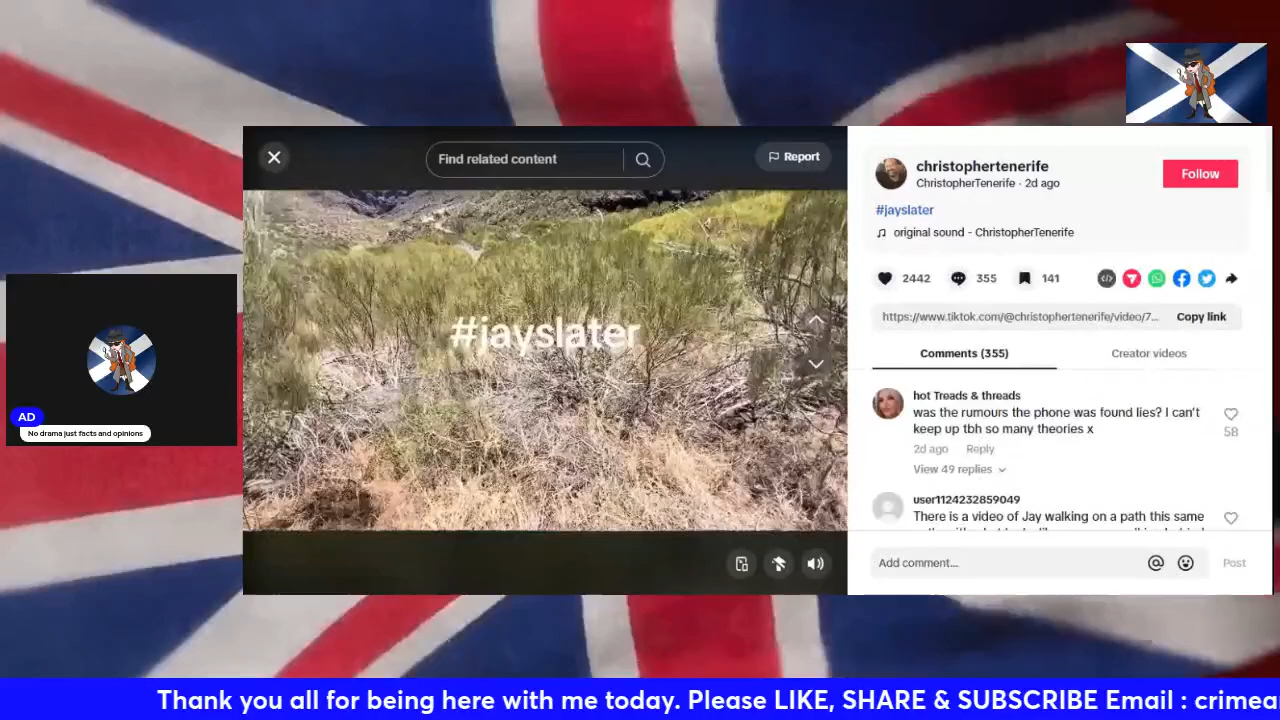 Find related content
Report
#jayslater
AD
No drama just facts and opinions
christophertenerife
ChristopherTenerife · 2d ago
Follow
#jayslater
original sound - ChristopherTenerife
2442
355
141
https://www.tiktok.com/@christophertenerife/video/7...
Copy link
Comments (355)
Creator videos
hot Treads & threads
was the rumours the phone was found lies? I can't
keep up tbh so many theories x
58
2d ago
Reply
View 49 replies
user1124232859049
There is a video of Jay walking on a path this same
Add comment...
Post
Thank you all for being here with me today. Please LIKE, SHARE & SUBSCRIBE Email : crimea